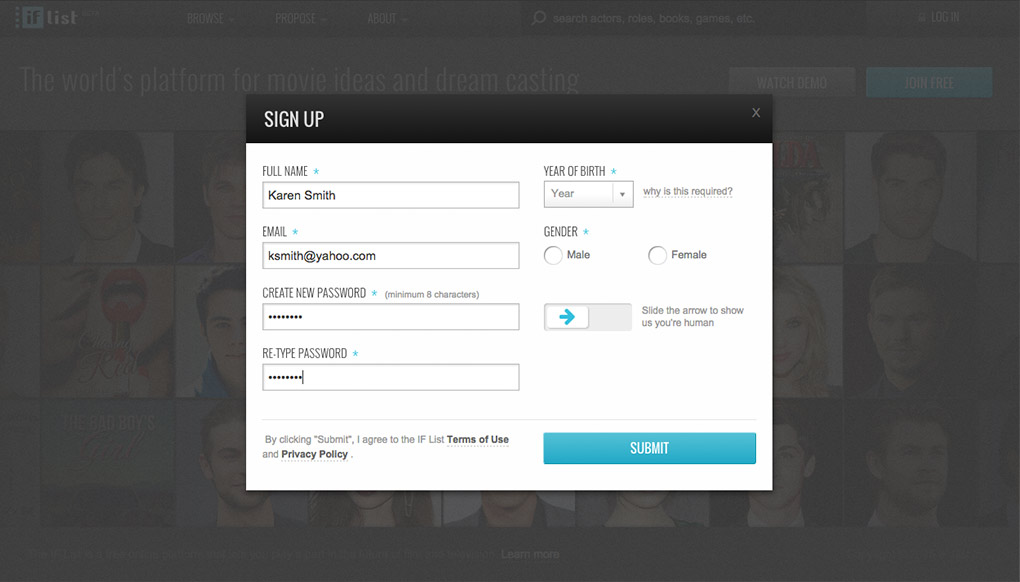 if list
BROWSE
PROPOSE
ABOUT
search actors, roles, books, games, etc.
LOG IN
The world's platform for movie ideas and dream casting
WATCH DEMO
JOIN FREE
SIGN UP
X
FULL NAME *
Karen Smith
EMAIL *
ksmith@yahoo.com
CREATE NEW PASSWORD * (minimum 8 characters)
••••••••
RE-TYPE PASSWORD *
••••••••
YEAR OF BIRTH *
Year
why is this required?
GENDER *
Male
Female
Slide the arrow to show
us you're human
By clicking "Submit", I agree to the IF List Terms of Use
and Privacy Policy .
SUBMIT
THE BAD BOY'S
Red
Learn more